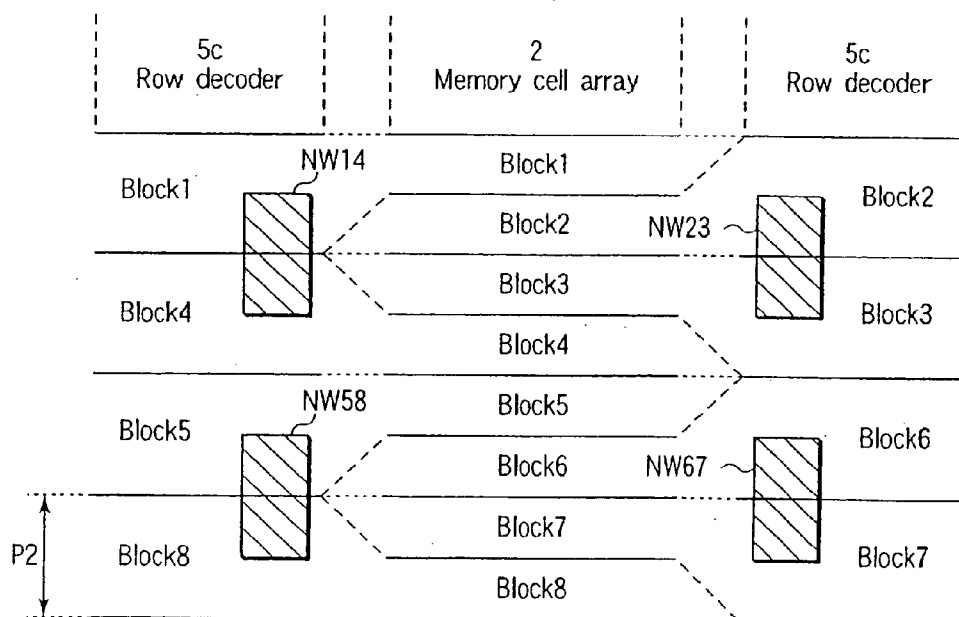 5c
Row decoder
2
Memory cell array
5c
Row decoder
NW14
Block1
Block1
Block2
Block2
NW23
Block3
Block4
Block3
Block4
NW58
Block5
Block5
Block6
Block6
NW67
Block7
P2
Block8
Block7
Block8